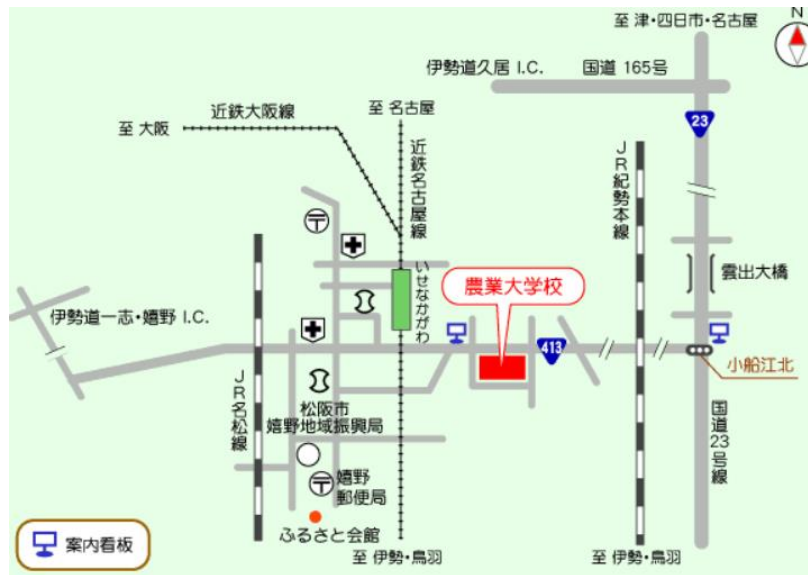 至 津・四日市・名古屋
N
伊勢道久居 I.C.
国道 165号
至 名古屋
近鉄大阪線
至 大阪
23
近鉄名古屋線
JR紀勢本線
雲出大橋
いせなかがわ
農業大学校
伊勢道一志・嬉野 I.C.
413
小船江北
JR名松線
松阪市
嬉野地域振興局
国道23号線
嬉野
郵便局
ふるさと会館
案内看板
至 伊勢・鳥羽
至 伊勢・鳥羽